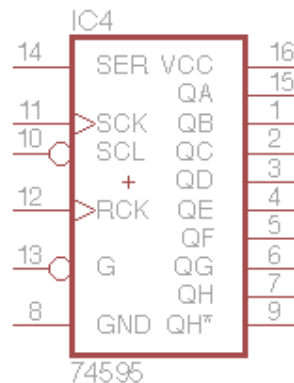 IC4
14 SER VCC 16
QA 15
11 SCK QB 1
10 SCL QC 2
+ QD 3
12 RCK QE 4
QF 5
13 G QG 6
QH 7
8 GND QH* 9
74595